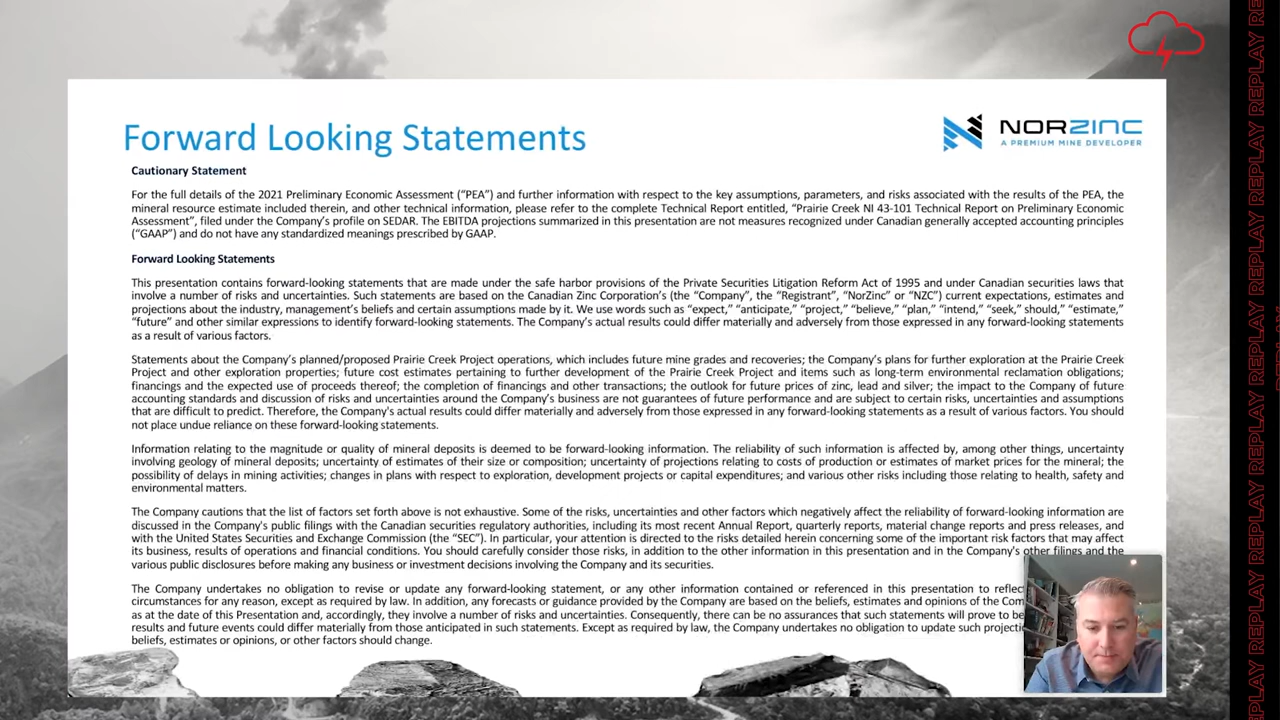 Forward Looking Statements
NORZINC
A PREMIUM MINE DEVELOPER
Cautionary Statement
For the full details of the 2021 Preliminary Economic Assessment (“PEA”) and further information with respect to the key assumptions, parameters, and risks associated with the results of the PEA, the
mineral resource estimate included therein, and other technical information, please refer to the complete Technical Report entitled, “Prairie Creek NI 43-101 Technical Report on Preliminary Economic
Assessment”, filed under the Company’s profile on SEDAR. The EBITDA projections summarized in this presentation are not measures recognized under Canadian generally accepted accounting principles
(“GAAP”) and do not have any standardized meanings prescribed by GAAP.
Forward Looking Statements
This presentation contains forward-looking statements that are made under the safe harbor provisions of the Private Securities Litigation Reform Act of 1995 and under Canadian securities laws that
involve a number of risks and uncertainties. Such statements are based on the Canadian Zinc Corporation’s (the “Company”, the “Registrant”, “NorZinc” or “NZC”) current expectations, estimates and
projections about the industry, management’s beliefs and certain assumptions made by it. We use words such as “expect,” “anticipate,” “project,” “believe,” “plan,” “intend,” “seek,” should,” “estimate,”
“future” and other similar expressions to identify forward-looking statements. The Company’s actual results could differ materially and adversely from those expressed in any forward-looking statements
as a result of various factors.
Statements about the Company’s planned/proposed Prairie Creek Project operations, which includes future mine grades and recoveries; the Company’s plans for further exploration at the Prairie Creek
Project and other exploration properties; future cost estimates pertaining to further development of the Prairie Creek Project and items such as long-term environmental reclamation obligations;
financings and the expected use of proceeds thereof; the completion of financings and other transactions; the outlook for future prices of zinc, lead and silver; the impact to the Company of future
accounting standards and discussion of risks and uncertainties around the Company’s business are not guarantees of future performance and are subject to certain risks, uncertainties and assumptions
that are difficult to predict. Therefore, the Company's actual results could differ materially and adversely from those expressed in any forward-looking statements as a result of various factors. You should
not place undue reliance on these forward-looking statements.
Information relating to the magnitude or quality of mineral deposits is deemed to be forward-looking information. The reliability of such information is affected by, among other things, uncertainty
involving geology of mineral deposits; uncertainty of estimates of their size or composition; uncertainty of projections relating to costs of production or estimates of market prices for the mineral; the
possibility of delays in mining activities; changes in plans with respect to exploration, development projects or capital expenditures; and various other risks including those relating to health, safety and
environmental matters.
The Company cautions that the list of factors set forth above is not exhaustive. Some of the risks, uncertainties and other factors which negatively affect the reliability of forward-looking information are
discussed in the Company's public filings with the Canadian securities regulatory authorities, including its most recent Annual Report, quarterly reports, material change reports and press releases, and
with the United States Securities and Exchange Commission (the “SEC”). In particular, your attention is directed to the risks detailed herein concerning some of the important risk factors that may affect
its business, results of operations and financial conditions. You should carefully consider those risks, in addition to the other information in this presentation and in the Company's other filings and the
various public disclosures before making any business or investment decisions involving the Company and its securities.
The Company undertakes no obligation to revise or update any forward-looking statement, or any other information contained or referenced in this presentation to reflec
circumstances for any reason, except as required by law. In addition, any forecasts or guidance provided by the Company are based on the beliefs, estimates and opinions of the Com
as at the date of this Presentation and, accordingly, they involve a number of risks and uncertainties. Consequently, there can be no assurances that such statements will prove to be
results and future events could differ materially from those anticipated in such statements. Except as required by law, the Company undertakes no obligation to update such projecti
beliefs, estimates or opinions, or other factors should change.
REPLAY REPLAY REPLAY REPLAY REPLAY REPLAY